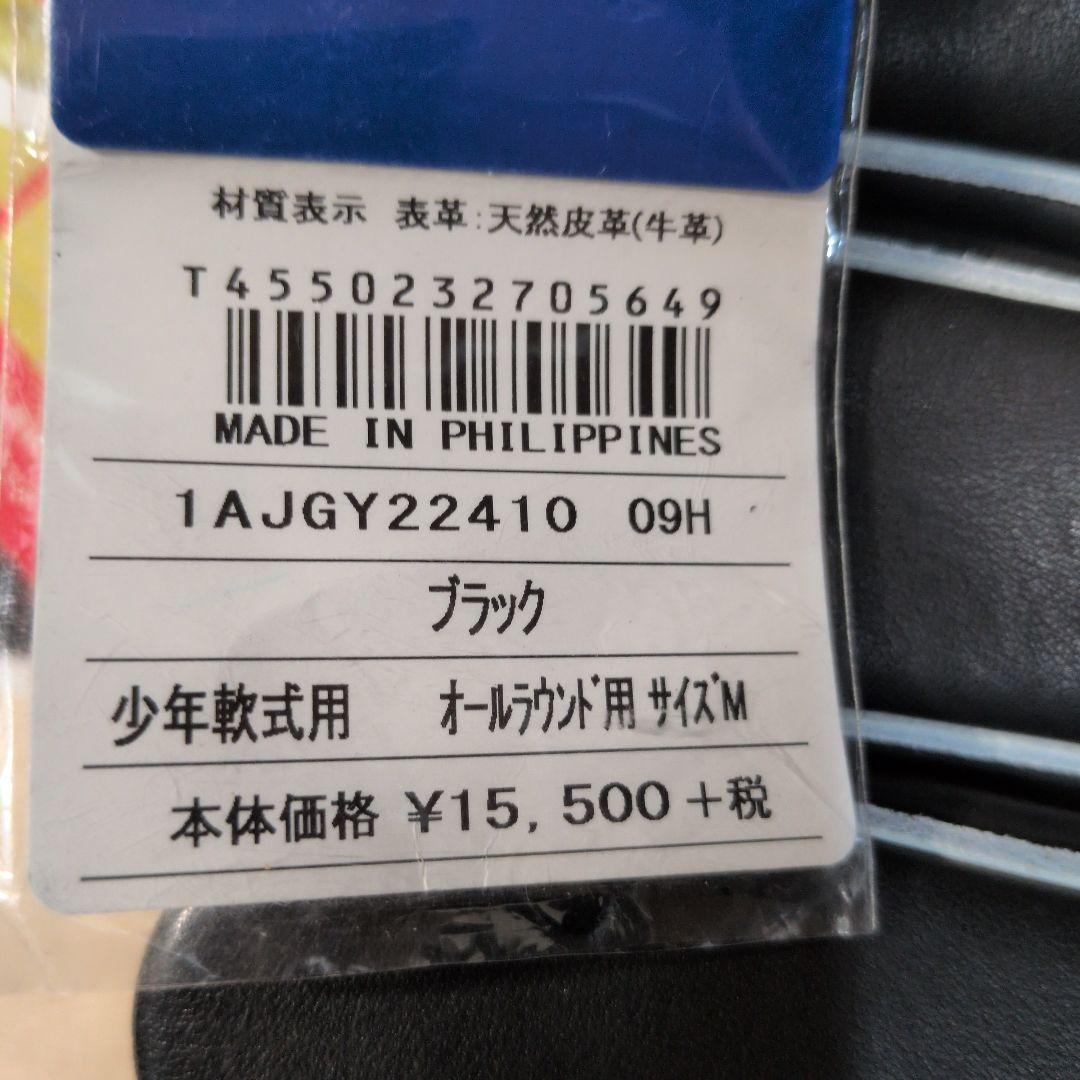 材質表示 表革:天然皮革(牛革)
T4550232705649
MADE IN PHILIPPINES
1AJGY22410 09H
ブラック
少年軟式用 オールラウンド用 サイズM
本体価格 ¥15,500+税